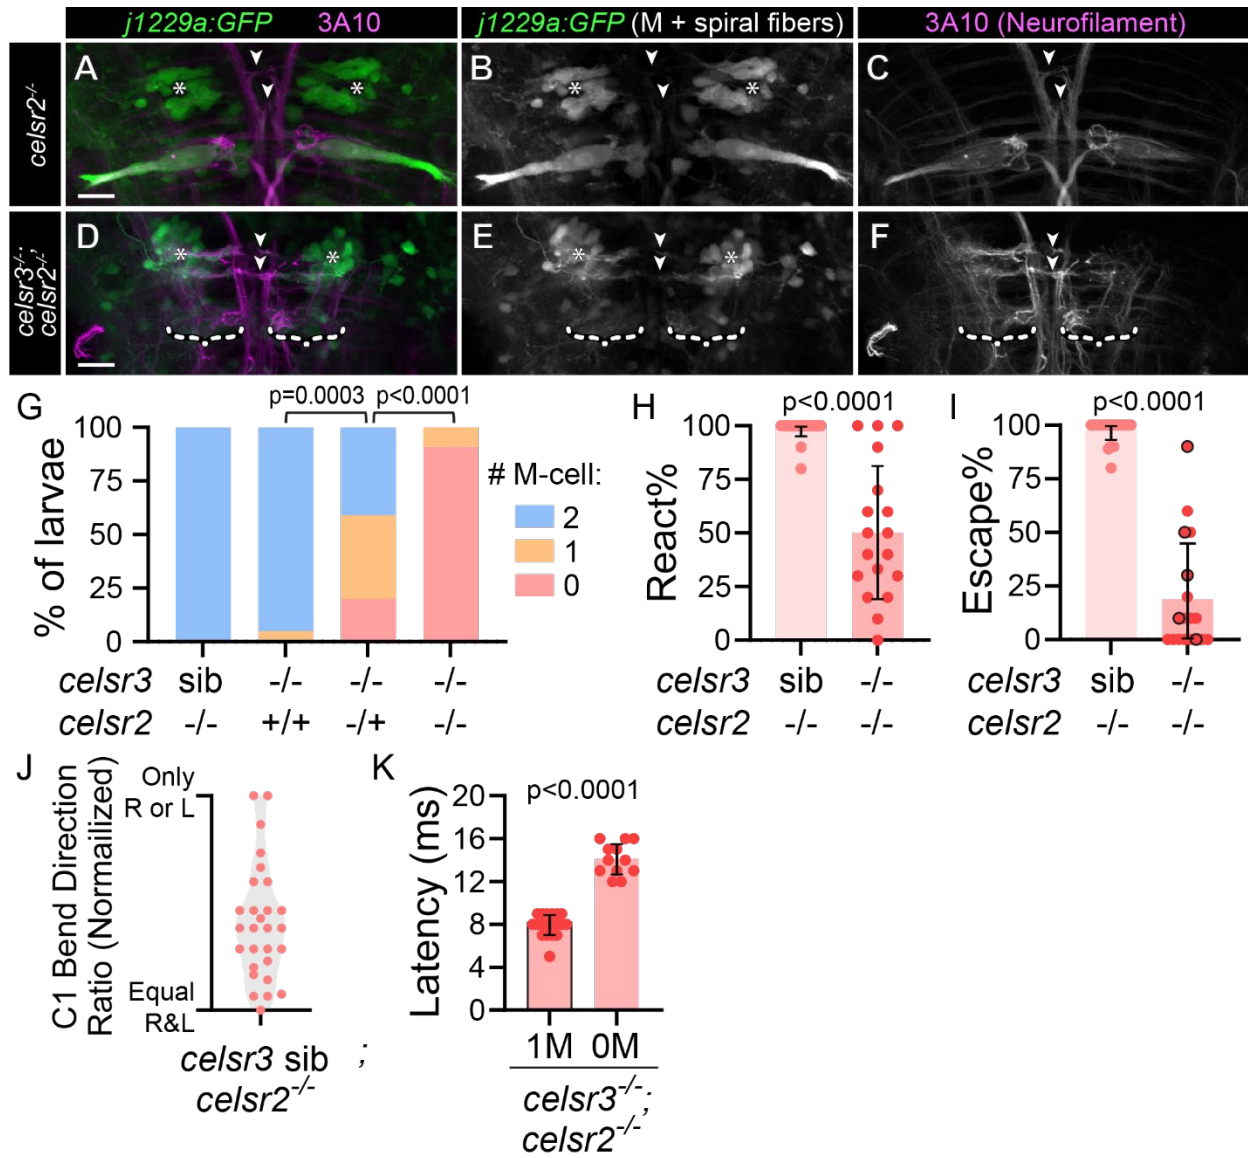 j1229a:GFP 3A10
j1229a:GFP (M + spiral fibers)
3A10 (Neurofilament)
celsr2-/-
A
*
*
B
*
*
C
celsr3-/-;
celsr2-/-
D
*
*
E
*
*
F
G
p=0.0003 p<0.0001
% of larvae
100
75
50
25
0
# M-cell:
2
1
0
celsr3 sib -/- -/- -/-
celsr2 -/- +/+ -/+ -/-
H
p<0.0001
React%
100
75
50
25
0
celsr3 sib -/-
celsr2 -/- -/-
I
p<0.0001
Escape%
100
75
50
25
0
celsr3 sib -/-
celsr2 -/- -/-
J
C1 Bend Direction
Ratio (Normailized)
Only
R or L
Equal
R&L
celsr3 sib ;
celsr2-/-
K
p<0.0001
Latency (ms)
20
16
12
8
4
0
1M 0M
celsr3-/-;
celsr2-/-